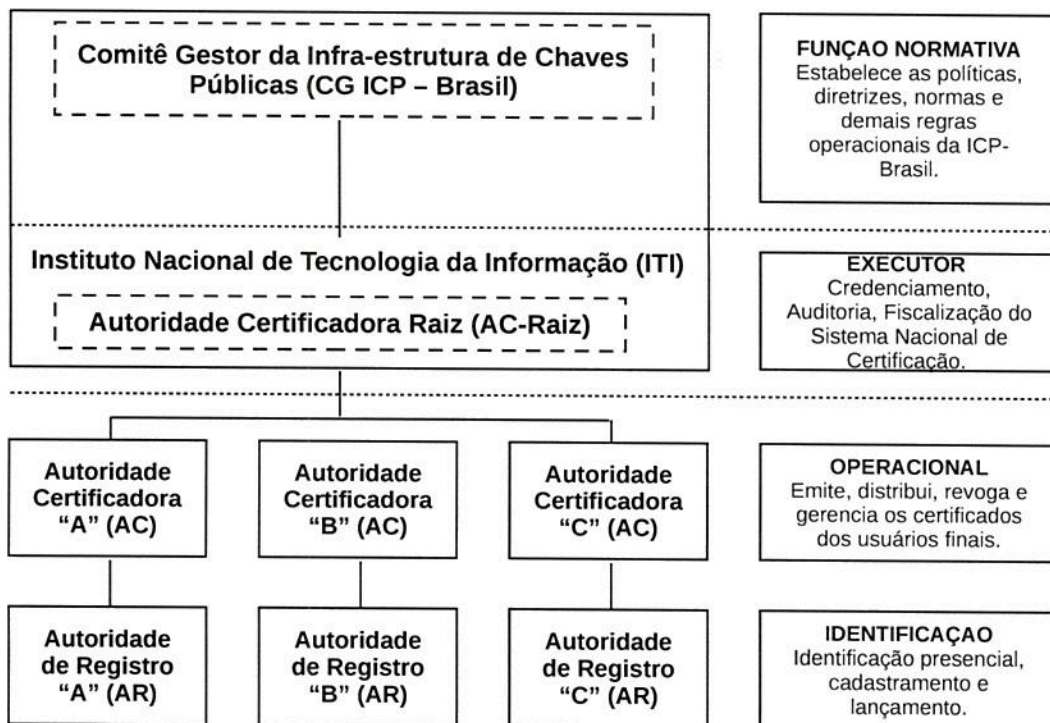 Comitê Gestor da Infra-estrutura de Chaves
Públicas (CG ICP – Brasil)
FUNÇAO NORMATIVA
Estabelece as políticas,
diretrizes, normas e
demais regras
operacionais da ICP-
Brasil.
Instituto Nacional de Tecnologia da Informação (ITI)
Autoridade Certificadora Raiz (AC-Raiz)
EXECUTOR
Credenciamento,
Auditoria, Fiscalização do
Sistema Nacional de
Certificação.
Autoridade
Certificadora
“A” (AC)
Autoridade
Certificadora
“B” (AC)
Autoridade
Certificadora
“C” (AC)
OPERACIONAL
Emite, distribui, revoga e
gerencia os certificados
dos usuários finais.
Autoridade
de Registro
“A” (AR)
Autoridade
de Registro
“B” (AR)
Autoridade
de Registro
“C” (AR)
IDENTIFICAÇAO
Identificação presencial,
cadastramento e
lançamento.